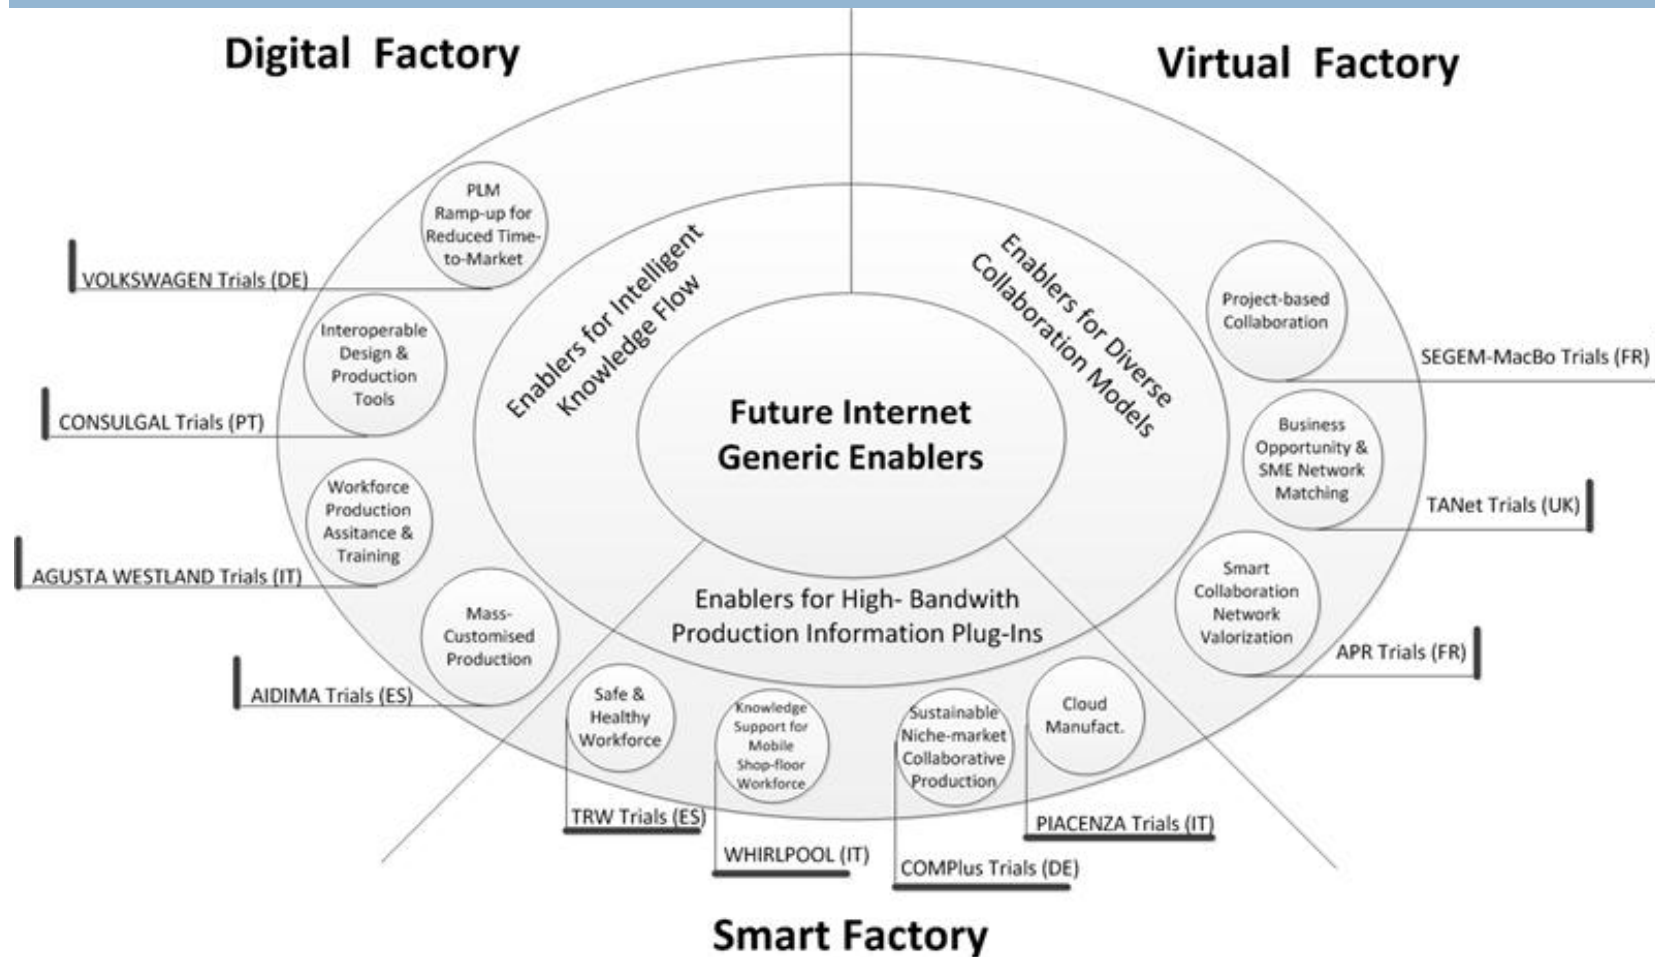 Digital Factory
Virtual Factory
PLM
Ramp-up for
Reduced Time-
to-Market
VOLKSWAGEN Trials (DE)
Interoperable
Design &
Production
Tools
CONSULGAL Trials (PT)
Workforce
Production
Assitance &
Training
AGUSTA WESTLAND Trials (IT)
Mass-
Customised
Production
AIDIMA Trials (ES)
Enablers for Intelligent
Knowledge Flow
Enablers for Diverse
Collaboration Models
Future Internet
Generic Enablers
Enablers for High- Bandwith
Production Information Plug-Ins
Project-based
Collaboration
SEGEM-MacBo Trials (FR)
Business
Opportunity &
SME Network
Matching
TANet Trials (UK)
Smart
Collaboration
Network
Valorization
APR Trials (FR)
Safe &
Healthy
Workforce
TRW Trials (ES)
Knowledge
Support for
Mobile
Shop-floor
Workforce
WHIRLPOOL (IT)
Sustainable
Niche-market
Collaborative
Production
COMPlus Trials (DE)
Cloud
Manufact.
PIACENZA Trials (IT)
Smart Factory